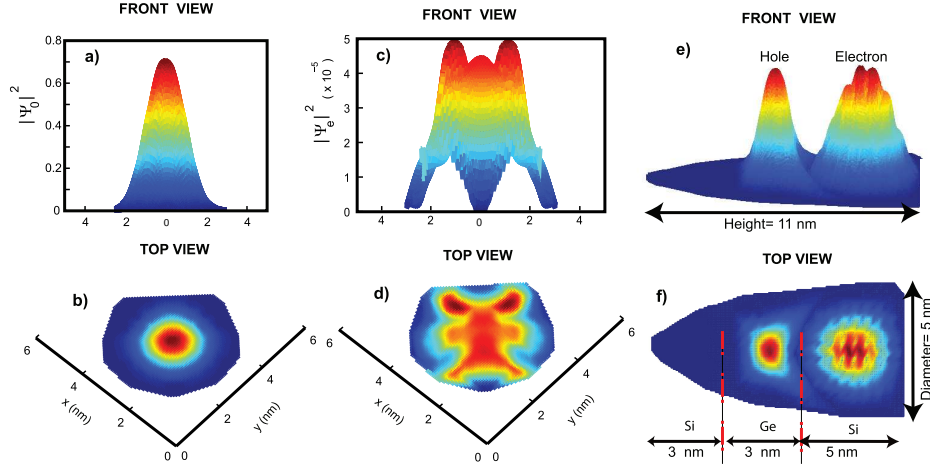 FRONT VIEW
a)
|Ψ0|²
0.8
0.6
0.4
0.2
0
4 2 0 2 4
TOP VIEW
b)
6
4
2
0
x (nm)
0
2
4
6
y (nm)
FRONT VIEW
c)
|Ψe|² ( x 10⁻⁵ )
5
4
3
2
1
0
4 2 0 2 4
TOP VIEW
d)
6
4
2
0
x (nm)
0
2
4
6
y (nm)
FRONT VIEW
e)
Hole Electron
Height= 11 nm
TOP VIEW
f)
Diameter= 5 nm
Si Ge Si
3 nm 3 nm 5 nm